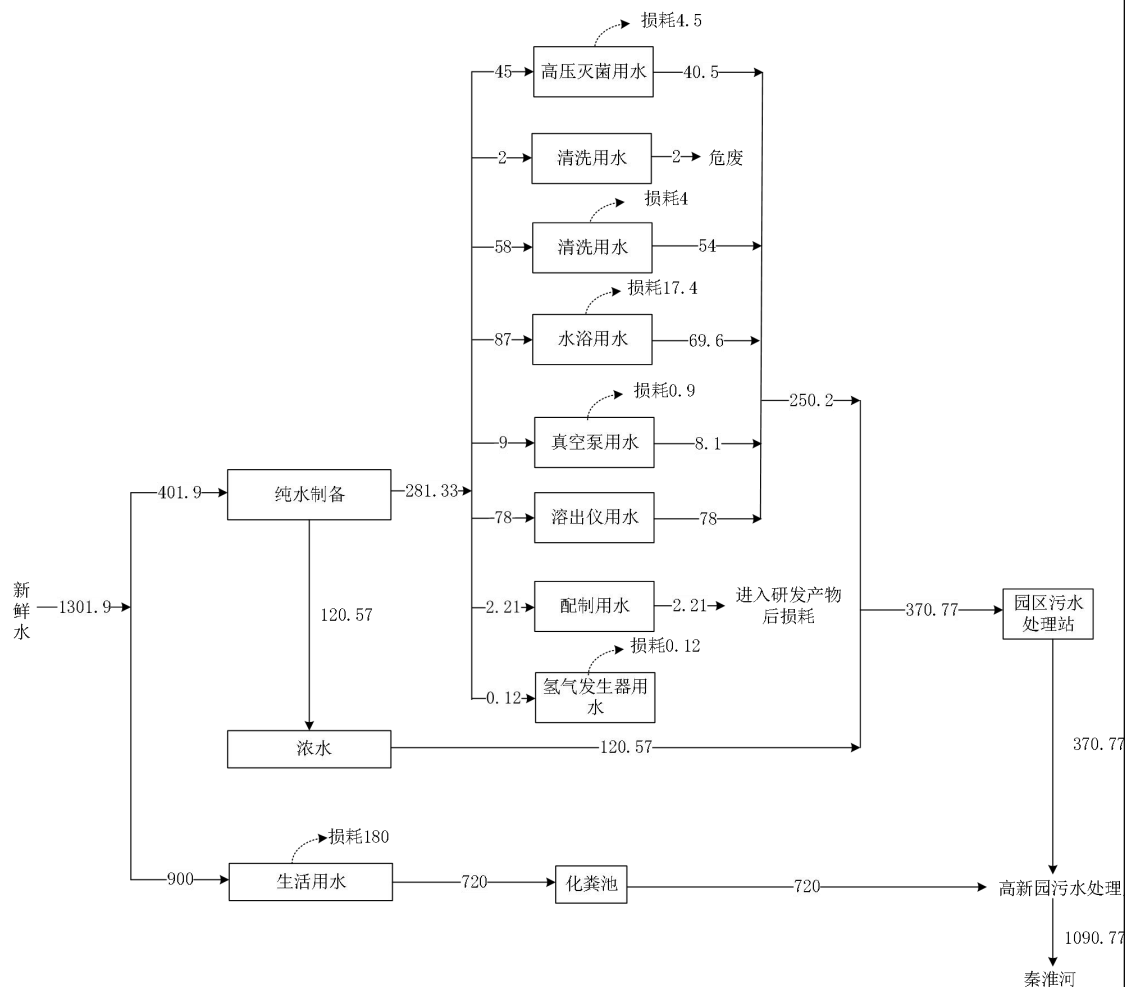 损耗4.5
45
高压灭菌用水
40.5
2
清洗用水
2
危废
损耗4
58
清洗用水
54
损耗17.4
87
水浴用水
69.6
损耗0.9
250.2
9
真空泵用水
8.1
401.9
纯水制备
281.33
78
溶出仪用水
78
新
鲜
水
1301.9
120.57
2.21
配制用水
2.21
进入研发产物
后损耗
370.77
园区污水
处理站
损耗0.12
0.12
氢气发生器用
水
浓水
120.57
370.77
损耗180
900
生活用水
720
化粪池
720
高新园污水处理
1090.77
秦淮河